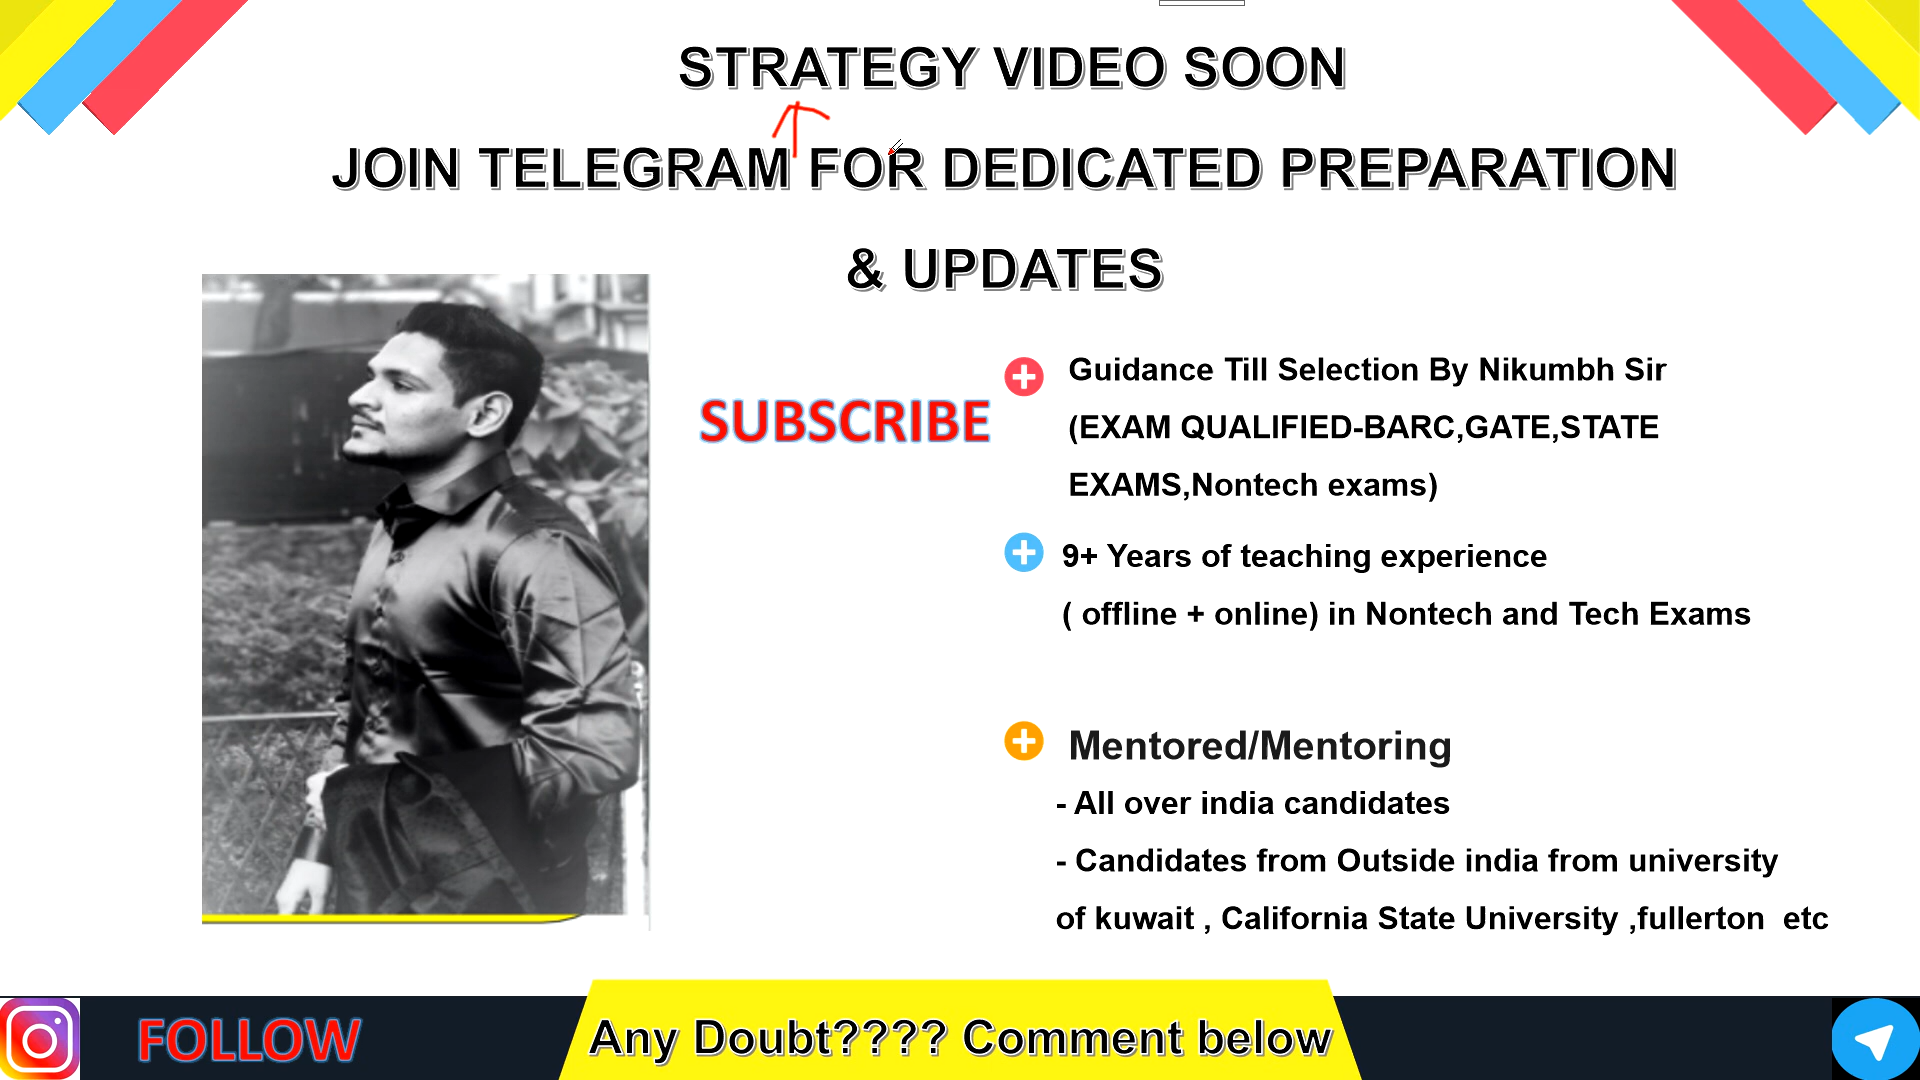 STRATEGY VIDEO SOON
JOIN TELEGRAM FOR DEDICATED PREPARATION
& UPDATES
SUBSCRIBE
Guidance Till Selection By Nikumbh Sir
(EXAM QUALIFIED-BARC,GATE,STATE
EXAMS,Nontech exams)
9+ Years of teaching experience
( offline + online) in Nontech and Tech Exams
Mentored/Mentoring
- All over india candidates
- Candidates from Outside india from university
of kuwait , California State University ,fullerton etc
FOLLOW
Any Doubt???? Comment below